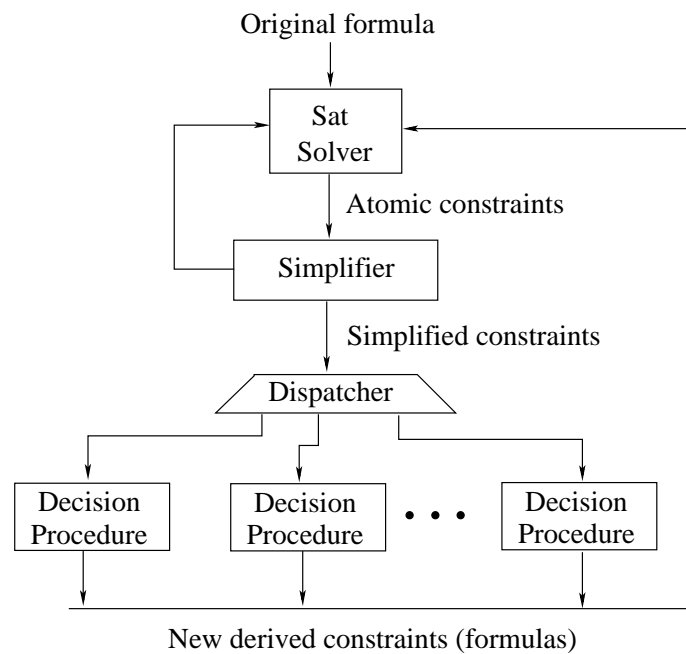 Original formula
Sat
Solver
Atomic constraints
Simplifier
Simplified constraints
Dispatcher
Decision
Procedure
Decision
Procedure
Decision
Procedure
New derived constraints (formulas)